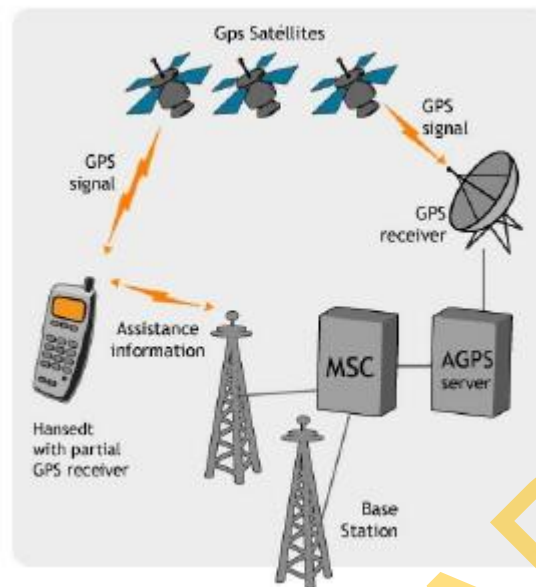 Gps Satéllites
GPS
signal
GPS
signal
GPS
receiver
Assistance
information
MSC
AGPS
server
Hansedt
with partial
GPS receiver
Base
Station